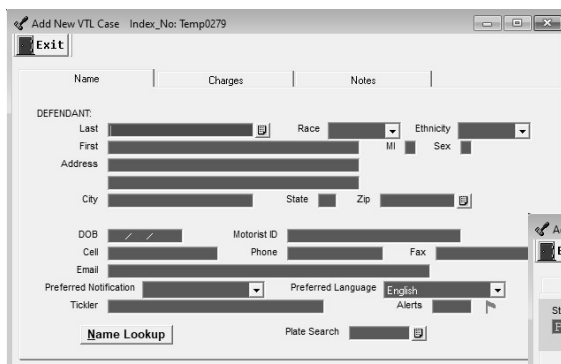 Add New VTL Case Index_No: Temp0279
Exit
Name Charges Notes
DEFENDANT:
Last Race Ethnicity
First MI Sex
Address
City State Zip
DOB / / Motorist ID
Cell Phone Fax
Email
Preferred Notification Preferred Language English
Tickler Alerts
Name Lookup Plate Search